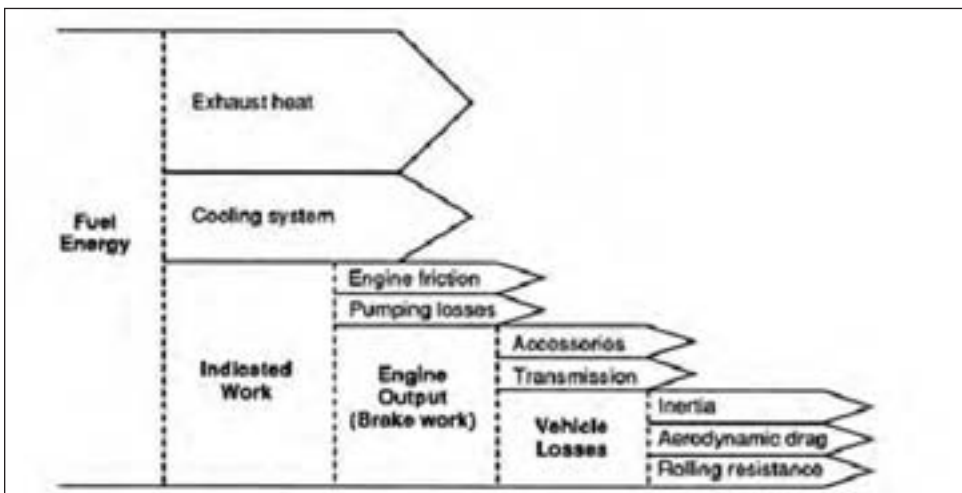 Exhaust heat
Cooling system
Fuel
Energy
Engine friction
Pumping losses
Indicated
Work
Engine
Output
(Brake work)
Accossories
Transmission
Vehicle
Losses
Inertia
Aerodynamic drag
Rolling resistance